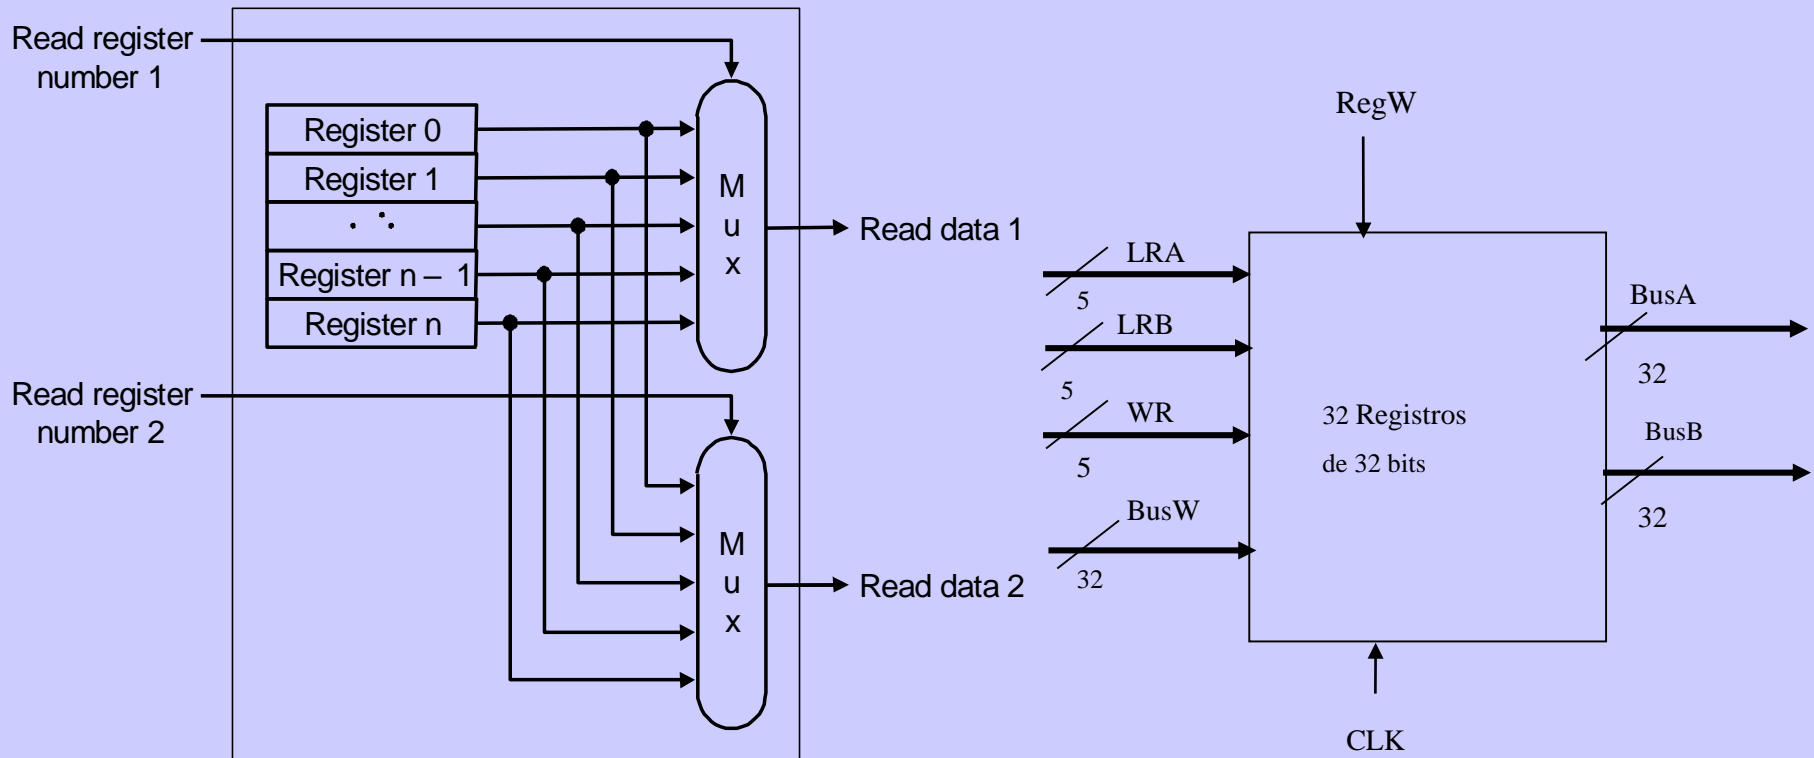 Read register
number 1
Register 0
Register 1
Register n – 1
Register n
M
u
x
Read data 1
Read register
number 2
M
u
x
Read data 2
RegW
LRA
5
LRB
5
WR
5
BusW
32
32 Registros
de 32 bits
BusA
32
BusB
32
CLK